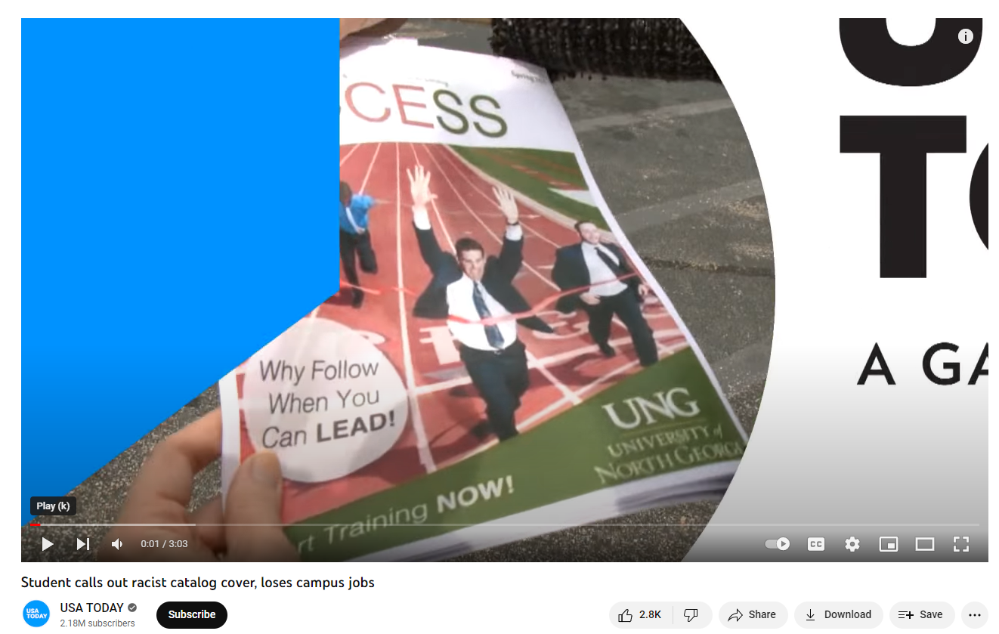 CESS
Why Follow
When You
Can LEAD!
UNG
UNIVERSITY of
NORTH GEORG
rt Training NOW!
TO
A GA
Play (k)
0:01 / 3:03
CC
Student calls out racist catalog cover, loses campus jobs
USA TODAY
USA TODAY
2.18M subscribers
Subscribe
2.8K
Share
Download
Save